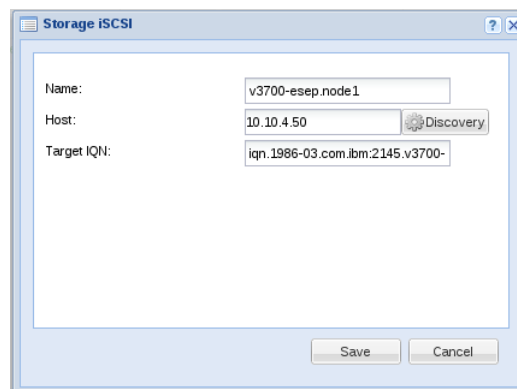 Storage iSCSI
Name: v3700-esep.node1
Host: 10.10.4.50 Discovery
Target IQN: iqn.1986-03.com.ibm:2145.v3700-
Save Cancel